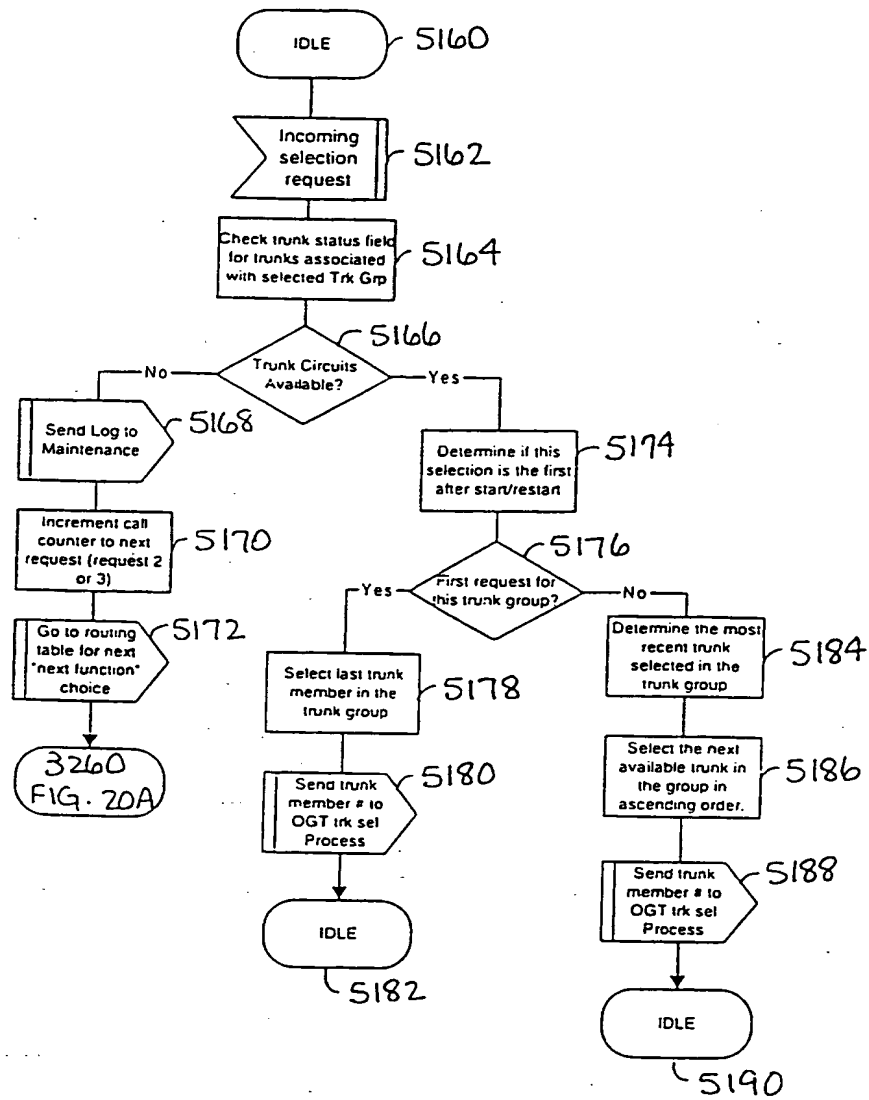 IDLE
5160
Incoming
selection
request
5162
Check trunk status field
for trunks associated
with selected Trk Grp
5164
5166
Trunk Circuits
Available?
No
Yes
Send Log to
Maintenance
5168
Increment call
counter to next
request (request 2
or 3)
5170
Go to routing
table for next
"next function"
choice
5172
3260
FIG. 20A
Determine if this
selection is the first
after start/restart
5174
5176
First request for
this trunk group?
Yes
No
Select last trunk
member in the
trunk group
5178
Send trunk
member # to
OGT trk sel
Process
5180
IDLE
5182
Determine the most
recent trunk
selected in the
trunk group
5184
Select the next
available trunk in
the group in
ascending order.
5186
Send trunk
member # to
OGT trk sel
Process
5188
IDLE
5190